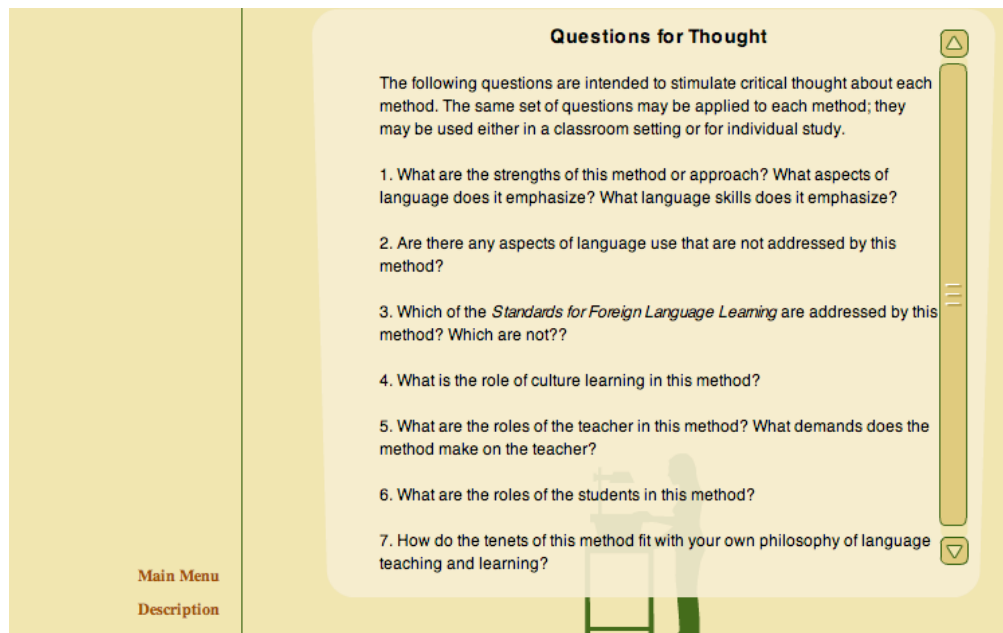 Questions for Thought
The following questions are intended to stimulate critical thought about each
method. The same set of questions may be applied to each method; they
may be used either in a classroom setting or for individual study.
1. What are the strengths of this method or approach? What aspects of
language does it emphasize? What language skills does it emphasize?
2. Are there any aspects of language use that are not addressed by this
method?
3. Which of the Standards for Foreign Language Learning are addressed by this
method? Which are not??
4. What is the role of culture learning in this method?
5. What are the roles of the teacher in this method? What demands does the
method make on the teacher?
6. What are the roles of the students in this method?
7. How do the tenets of this method fit with your own philosophy of language
teaching and learning?
Main Menu
Description